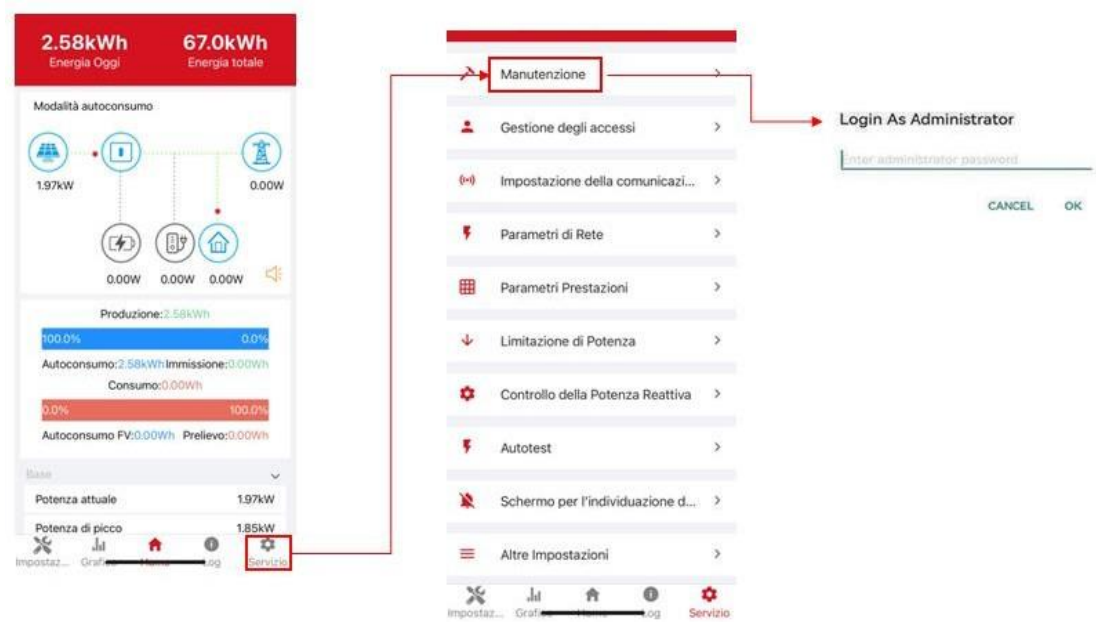 2.58kWh 67.0kWh
Energia Oggi Energia totale
Modalità autoconsumo
1.97kW 0.00W
0.00W 0.00W 0.00W
Produzione:2.58kWh
100.0% 0.0%
Autoconsumo:2.58kWh Immissione:0.00Wh
Consumo:0.00Wh
0.0% 100.0%
Autoconsumo FV:0.00Wh Prelievo:0.00Wh
Base
Potenza attuale 1.97kW
Potenza di picco 1.85kW
Impostaz... Grafico Home Log Servizio
Manutenzione
Gestione degli accessi
Impostazione della comunicazi...
Parametri di Rete
Parametri Prestazioni
Limitazione di Potenza
Controllo della Potenza Reattiva
Autotest
Schermo per l'individuazione d...
Altre Impostazioni
Impostaz... Grafico Home Log Servizio
Login As Administrator
Enter administrator password
CANCEL OK